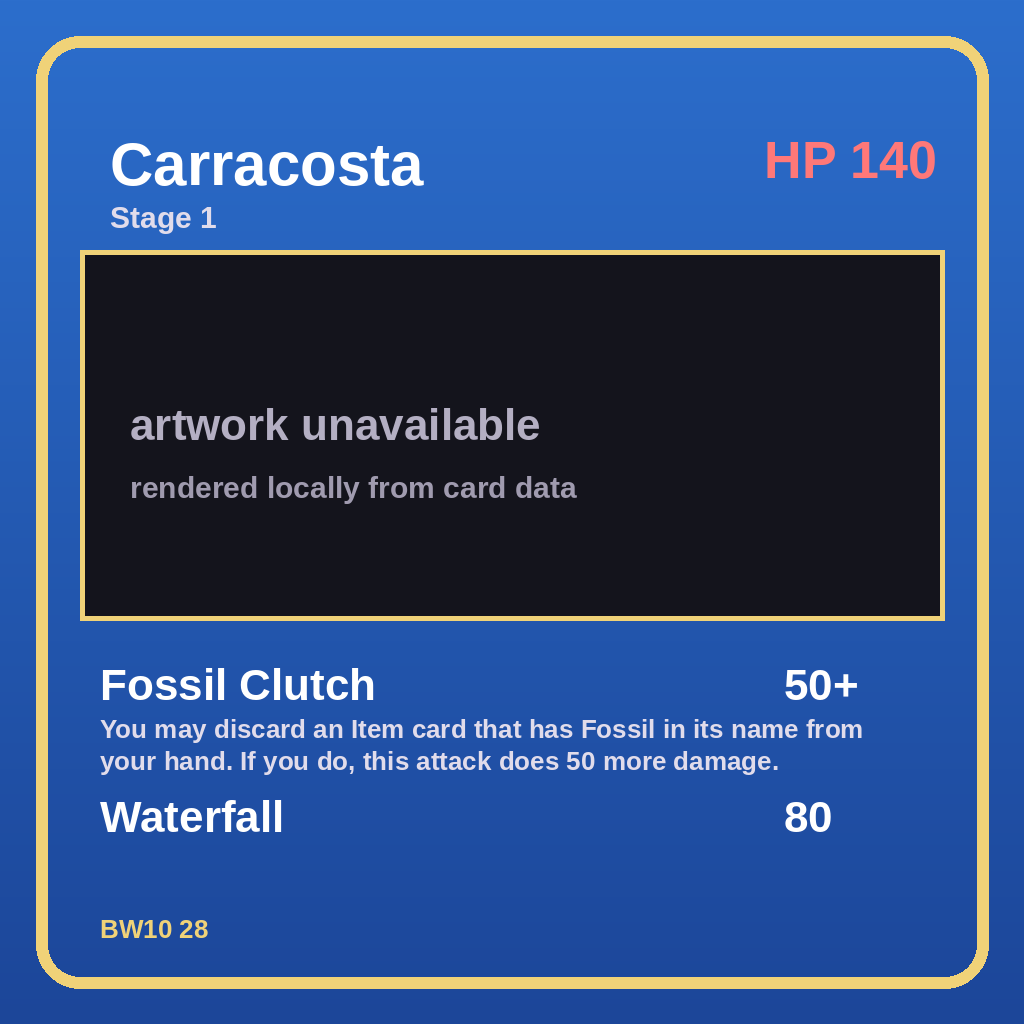 Carracosta
HP 140
Stage 1
artwork unavailable
rendered locally from card data
Fossil Clutch
50+
You may discard an Item card that has Fossil in its name from
your hand. If you do, this attack does 50 more damage.
Waterfall
80
BW10 28